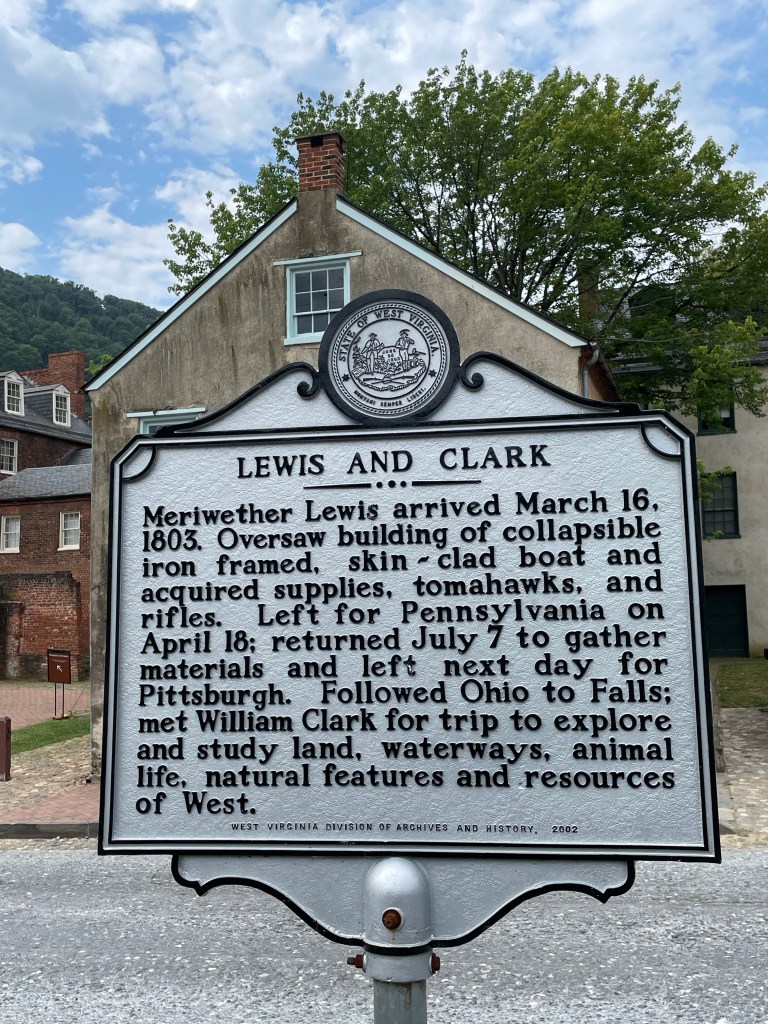 STATE OF WEST VIRGINIA.
MONTANI SEMPER LIBERI.
LEWIS AND CLARK
Meriwether Lewis arrived March 16,
1803. Oversaw building of collapsible
iron framed, skin-clad boat and
acquired supplies, tomahawks, and
rifles. Left for Pennsylvania on
April 18; returned July 7 to gather
materials and left next day for
Pittsburgh. Followed Ohio to Falls;
met William Clark for trip to explore
and study land, waterways, animal
life, natural features and resources
of West.
WEST VIRGINIA DIVISION OF ARCHIVES AND HISTORY, 2002